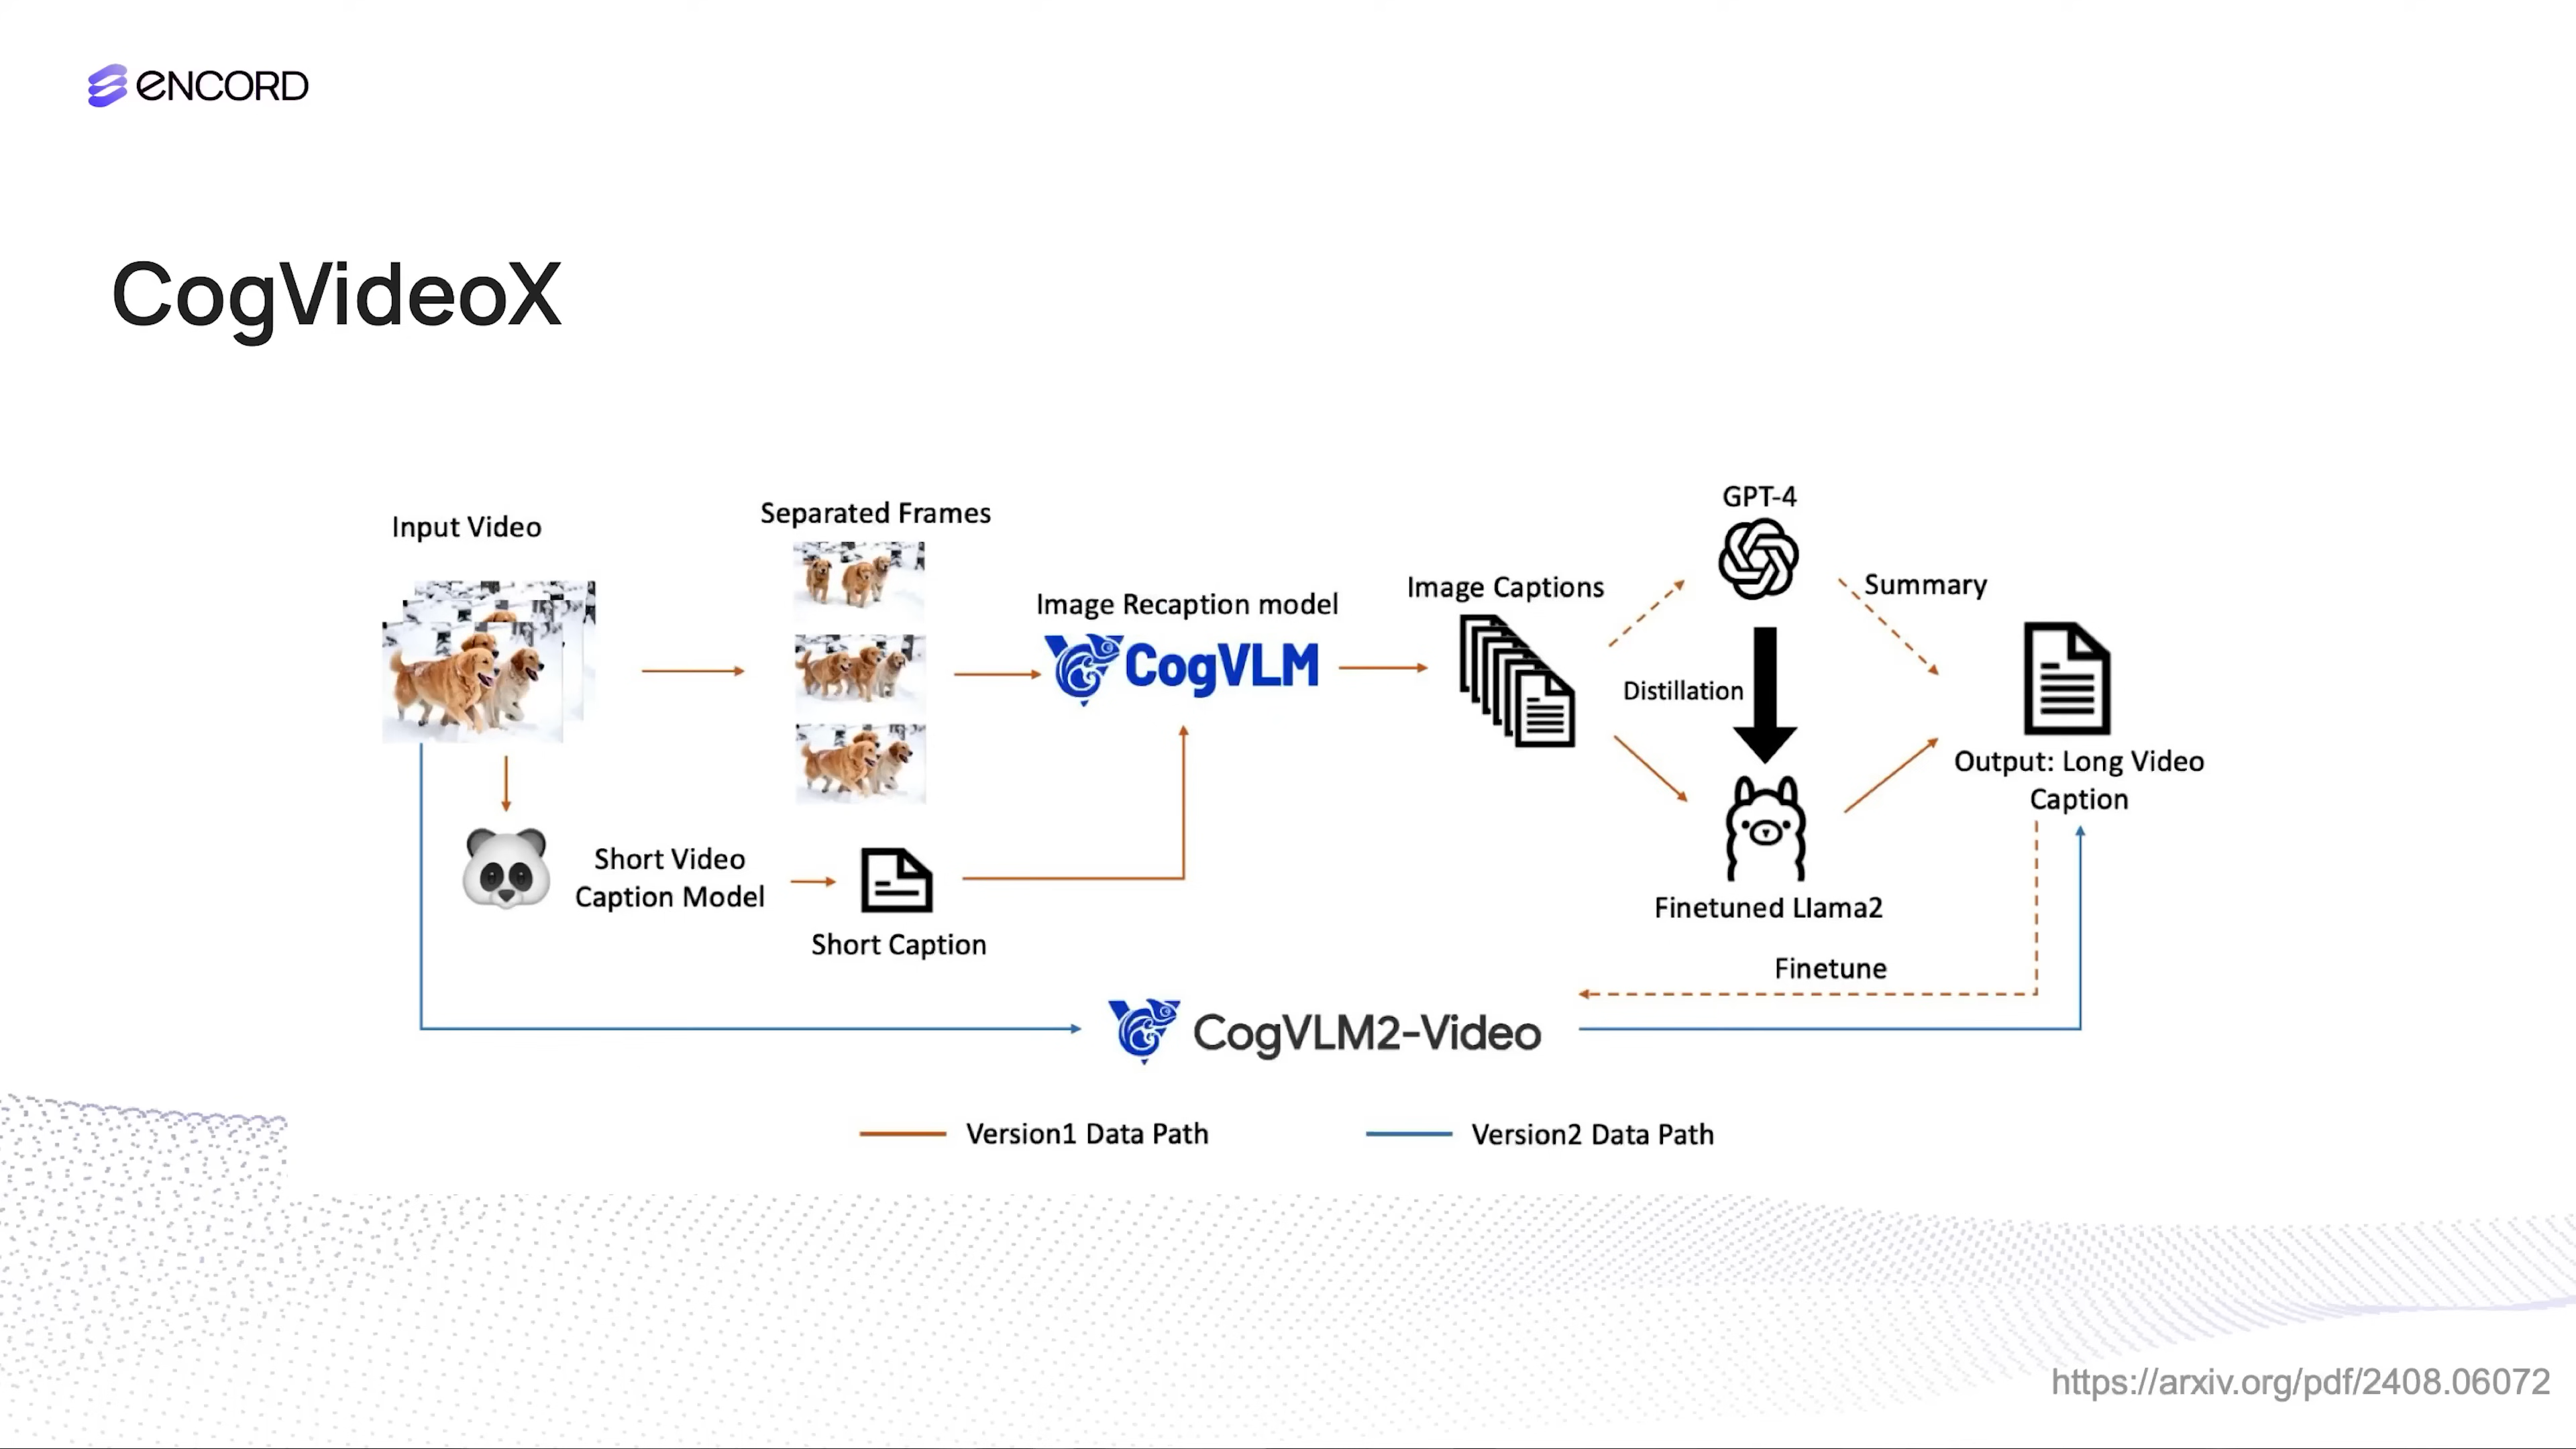 ENCORD
CogVideoX
Input Video
Separated Frames
Image Recaption model
CogVLM
Image Captions
GPT-4
Summary
Distillation
Output: Long Video
Caption
Short Video
Caption Model
Short Caption
Finetuned Llama2
Finetune
CogVLM2-Video
Version1 Data Path
Version2 Data Path
https://arxiv.org/pdf/2408.06072